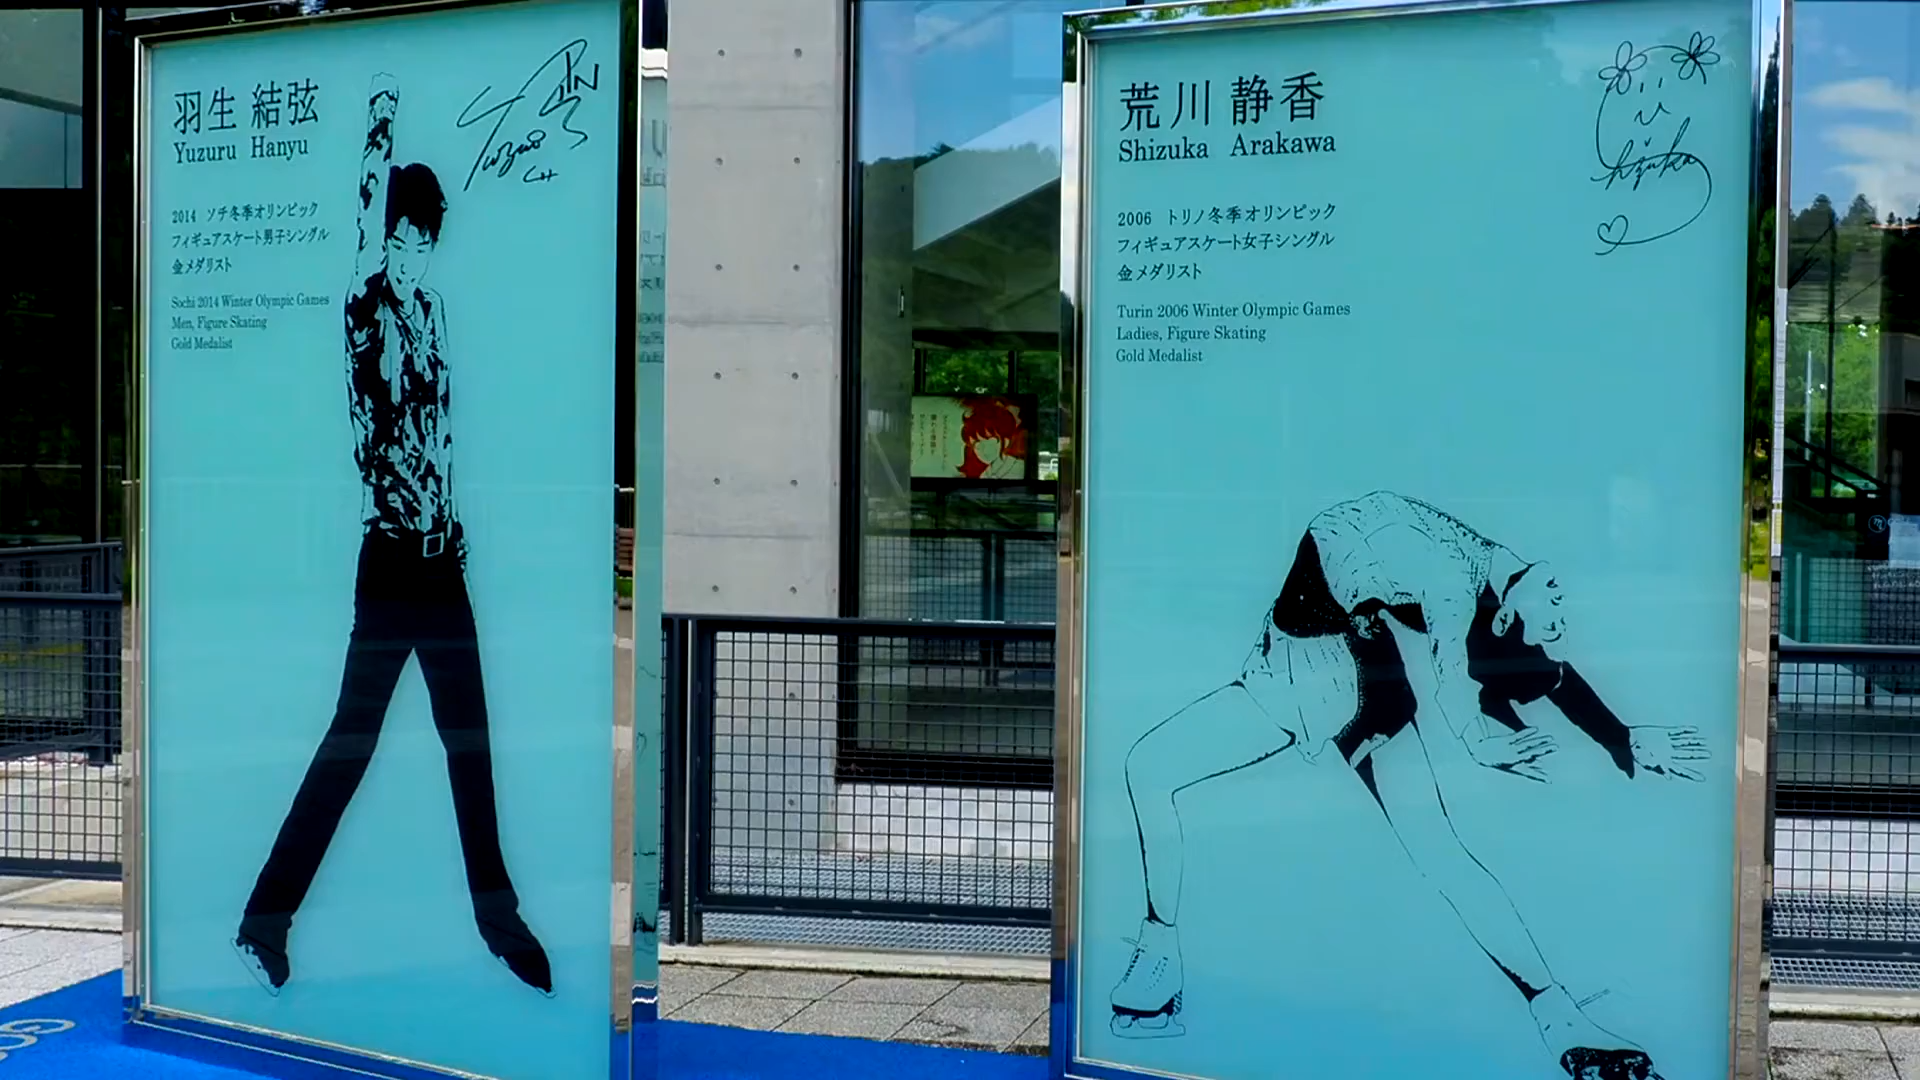 羽生 結弦
Yuzuru Hanyu
2014 ソチ冬季オリンピック
フィギュアスケート男子シングル
金メダリスト
Sochi 2014 Winter Olympic Games
Men, Figure Skating
Gold Medalist
荒川 静香
Shizuka Arakawa
2006 トリノ冬季オリンピック
フィギュアスケート女子シングル
金メダリスト
Turin 2006 Winter Olympic Games
Ladies, Figure Skating
Gold Medalist